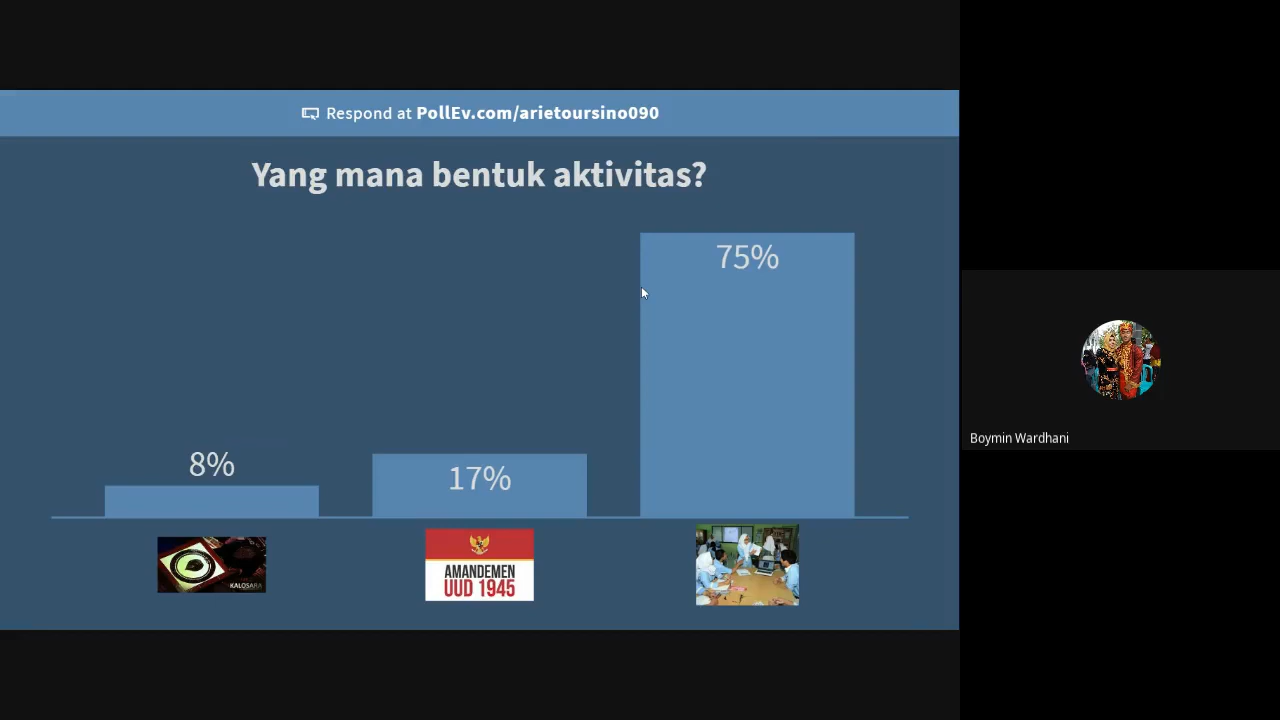 Respond at PollEv.com/arietoursino090
Yang mana bentuk aktivitas?
75%
8%
17%
KALOSARA
AMANDEMEN
UUD 1945
Boymin Wardhani